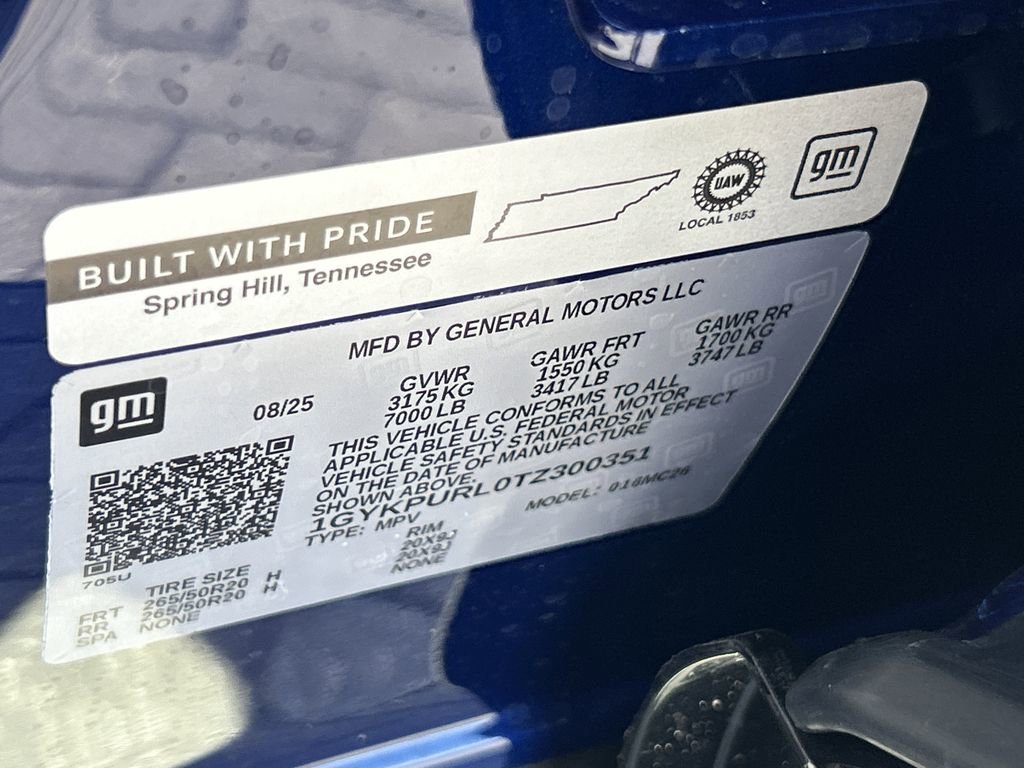 BUILT WITH PRIDE
Spring Hill, Tennessee
UAW
LOCAL 1853
gm
MFD BY GENERAL MOTORS LLC
gm
08/25
GVWR
3175 KG
7000 LB
GAWR FRT
1550 KG
3417 LB
GAWR RR
1700 KG
3747 LB
THIS VEHICLE CONFORMS TO ALL
APPLICABLE U.S. FEDERAL MOTOR
VEHICLE SAFETY STANDARDS IN EFFECT
ON THE DATE OF MANUFACTURE
SHOWN ABOVE.
1GYKPURL0TZ300351
TYPE: MPV
MODEL: 016MC26
705U
TIRE SIZE
RIM
FRT 265/50R20 H 20X9J
RR 265/50R20 H 20X9J
SPA NONE NONE